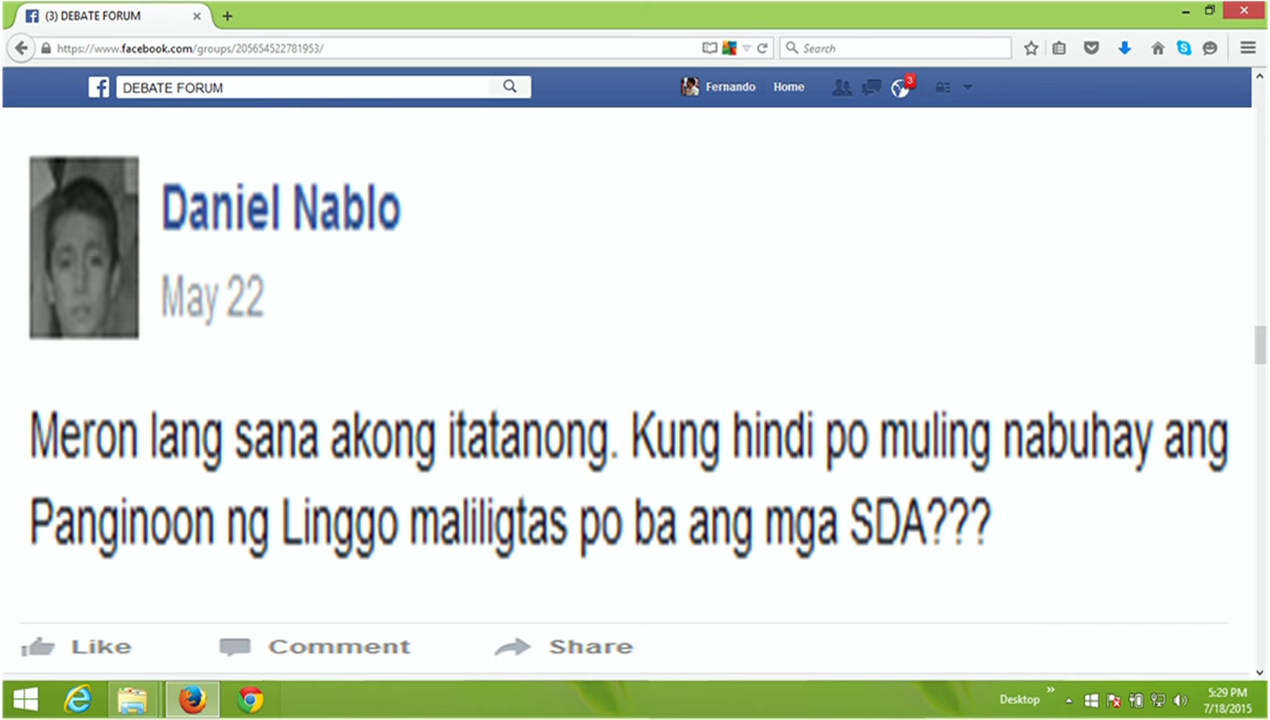 (3) DEBATE FORUM
https://www.facebook.com/groups/205654522781953/
Search
DEBATE FORUM
Fernando Home 3
Daniel Nablo
May 22
Meron lang sana akong itatanong. Kung hindi po muling nabuhay ang
Panginoon ng Linggo maliligtas po ba ang mga SDA???
Like Comment Share
Desktop
5:29 PM
7/18/2015